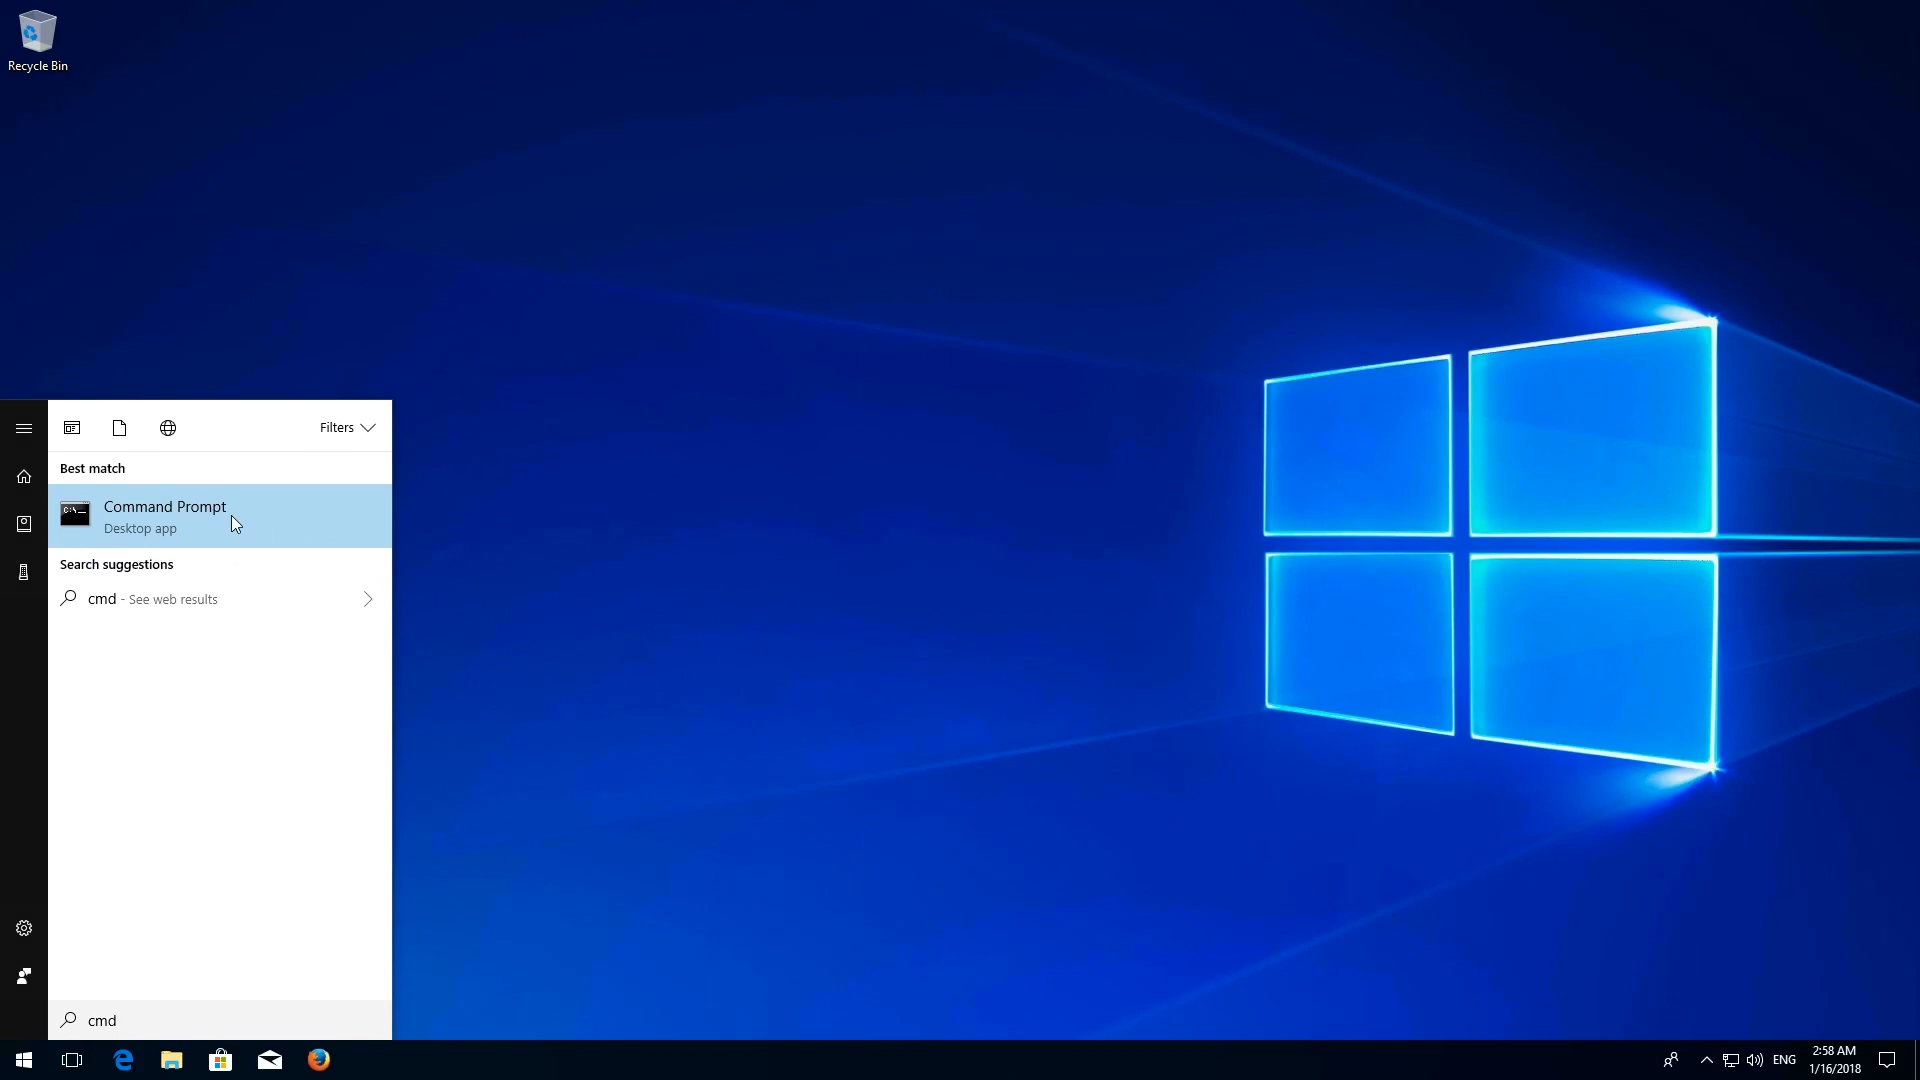 Recycle Bin
Filters
Best match
Command Prompt
Desktop app
Search suggestions
cmd - See web results
cmd
ENG
2:58 AM
1/16/2018